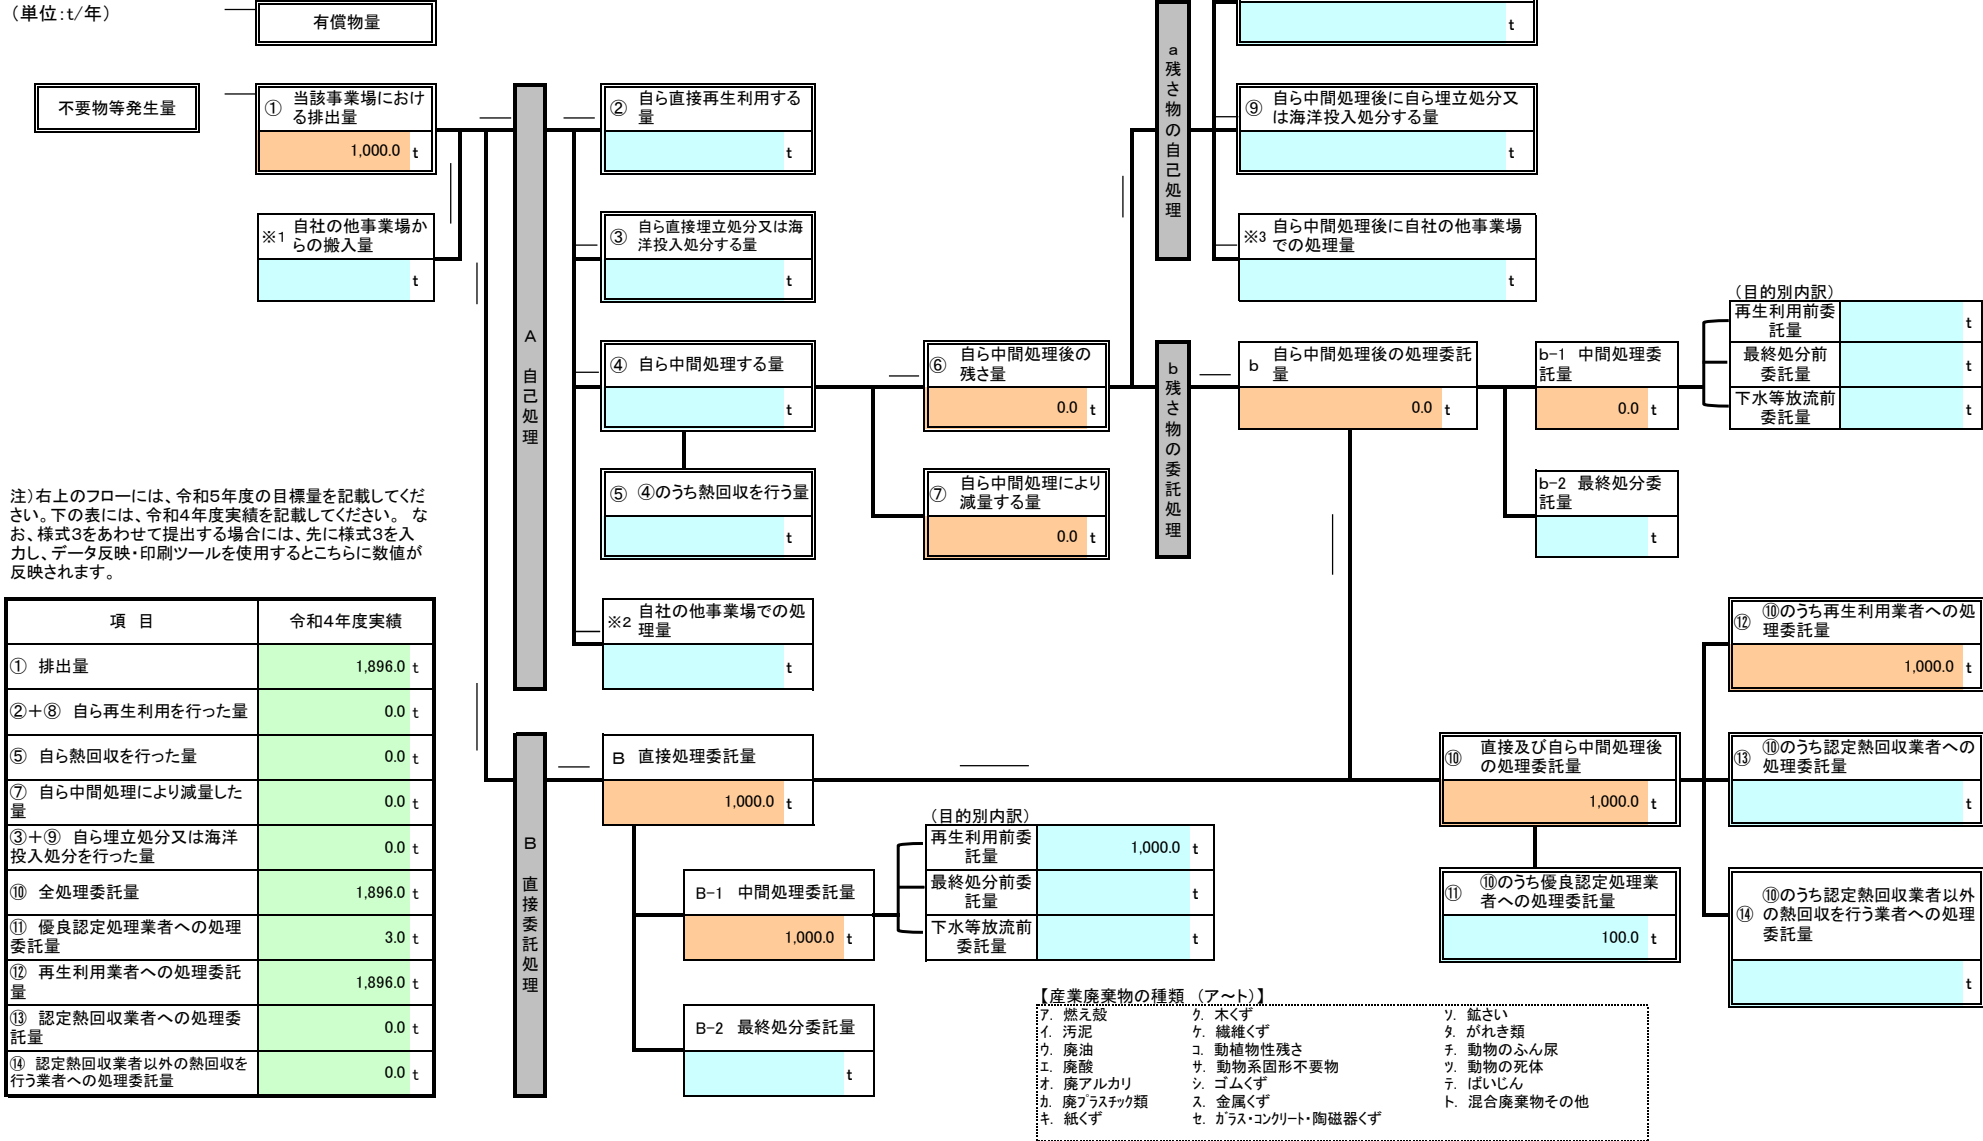 （単位：t/年）
有償物量
t
不要物等発生量
① 当該事業場におけ
る排出量
1,000.0 t
※1 自社の他事業場か
らの搬入量
t
A 自己処理
② 自ら直接再生利用する
量
t
③ 自ら直接埋立処分又は海
洋投入処分する量
t
④ 自ら中間処理する量
t
⑤ ④のうち熱回収を行う量
t
※2 自社の他事業場での処
理量
t
⑥ 自ら中間処理後の
残さ量
0.0 t
⑦ 自ら中間処理により
減量する量
0.0 t
a 残さ物の自己処理
⑨ 自ら中間処理後に自ら埋立処分又
は海洋投入処分する量
t
※3 自ら中間処理後に自社の他事業場
での処理量
t
b 残さ物の委託処理
b 自ら中間処理後の処理委託
量
0.0 t
b-1 中間処理委
託量
0.0 t
b-2 最終処分委
託量
t
（目的別内訳）
再生利用前委
託量
t
最終処分前
委託量
t
下水等放流前
委託量
t
注）右上のフローには、令和5年度の目標量を記載してくだ
さい。下の表には、令和4年度実績を記載してください。 な
お、様式3をあわせて提出する場合には、先に様式3を入
力し、データ反映・印刷ツールを使用するとこちらに数値が
反映されます。
項 目 令和4年度実績
① 排出量 1,896.0 t
②＋⑧ 自ら再生利用を行った量 0.0 t
⑤ 自ら熱回収を行った量 0.0 t
⑦ 自ら中間処理により減量した
量 0.0 t
③＋⑨ 自ら埋立処分又は海洋
投入処分を行った量 0.0 t
⑩ 全処理委託量 1,896.0 t
⑪ 優良認定処理業者への処理
委託量 3.0 t
⑫ 再生利用業者への処理委託
量 1,896.0 t
⑬ 認定熱回収業者への処理委
託量 0.0 t
⑭ 認定熱回収業者以外の熱回収を
行う業者への処理委託量 0.0 t
B 直接委託処理
B 直接処理委託量
1,000.0 t
B-1 中間処理委託量
1,000.0 t
B-2 最終処分委託量
t
（目的別内訳）
再生利用前委
託量
1,000.0 t
最終処分前委
託量
t
下水等放流前
委託量
t
⑩ 直接及び自ら中間処理後
の処理委託量
1,000.0 t
⑪ ⑩のうち優良認定処理業
者への処理委託量
100.0 t
⑫ ⑩のうち再生利用業者への処
理委託量
1,000.0 t
⑬ ⑩のうち認定熱回収業者への
処理委託量
t
⑭ ⑩のうち認定熱回収業者以外
の熱回収を行う業者への処理
委託量
t
【産業廃棄物の種類 （ア～ト）】
ア. 燃え殻 ク. 木くず ソ. 鉱さい
イ. 汚泥 ケ. 繊維くず タ. がれき類
ウ. 廃油 コ. 動植物性残さ チ. 動物のふん尿
エ. 廃酸 サ. 動物系固形不要物 ツ. 動物の死体
オ. 廃アルカリ シ. ゴムくず テ. ばいじん
カ. 廃プラスチック類 ス. 金属くず ト. 混合廃棄物その他
キ. 紙くず セ. ガラス・コンクリート・陶磁器くず